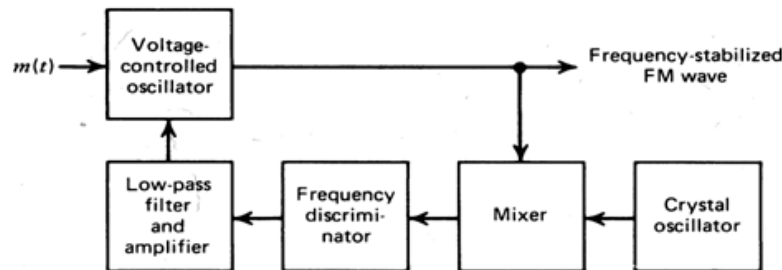 Voltage-
controlled
oscillator
m(t)
Frequency-stabilized
FM wave
Low-pass
filter
and
amplifier
Frequency
discrimi-
nator
Mixer
Crystal
oscillator